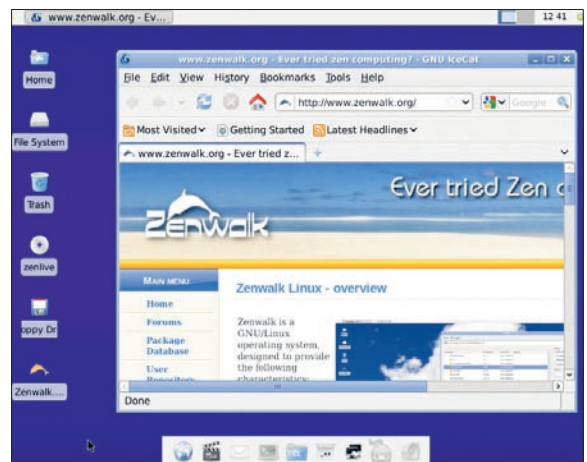 www.zenwalk.org - Ev...
12 41
Home
File System
Trash
zenlive
oppy Dr
Zenwalk....
www.zenwalk.org - Ever tried zen computing? - GNU IceCat
File Edit View History Bookmarks Tools Help
http://www.zenwalk.org/
Google
Most Visited Getting Started Latest Headlines
www.zenwalk.org - Ever tried z...
Ever tried Zen c
Zenwalk
MAIN MENU
Home
Forums
Package
Database
User
Repository
Zenwalk Linux - overview
Zenwalk is a
GNU/Linux
operating system,
designed to provide
the following
characteristics:
Done